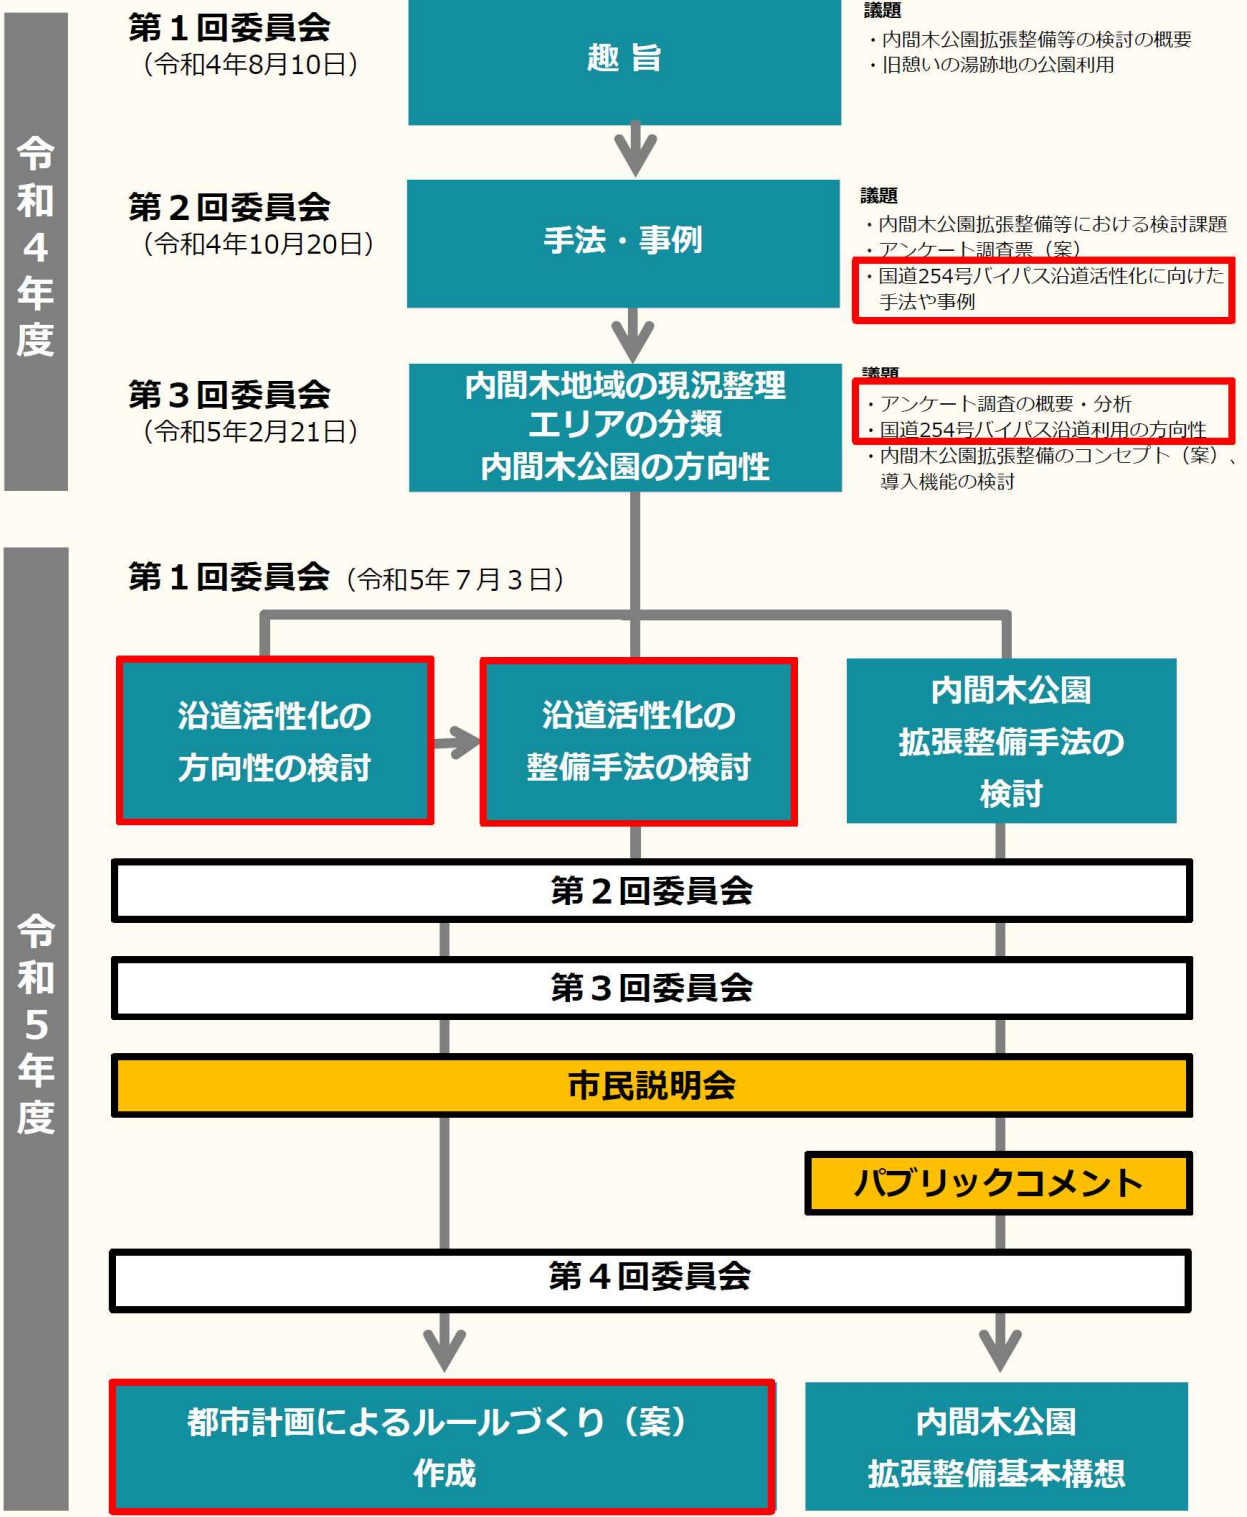 令和4年度
第１回委員会
（令和4年8月10日）
趣 旨
議題
・内間木公園拡張整備等の検討の概要
・旧憩いの湯跡地の公園利用
第２回委員会
（令和4年10月20日）
手法・事例
議題
・内間木公園拡張整備等における検討課題
・アンケート調査票（案）
・国道254号バイパス沿道活性化に向けた
手法や事例
第３回委員会
（令和5年2月21日）
内間木地域の現況整理
エリアの分類
内間木公園の方向性
議題
・アンケート調査の概要・分析
・国道254号バイパス沿道利用の方向性
・内間木公園拡張整備のコンセプト（案）、
導入機能の検討
令和5年度
第１回委員会（令和5年７月３日）
沿道活性化の
方向性の検討
沿道活性化の
整備手法の検討
内間木公園
拡張整備手法の
検討
第２回委員会
第３回委員会
市民説明会
パブリックコメント
第４回委員会
都市計画によるルールづくり（案）
作成
内間木公園
拡張整備基本構想